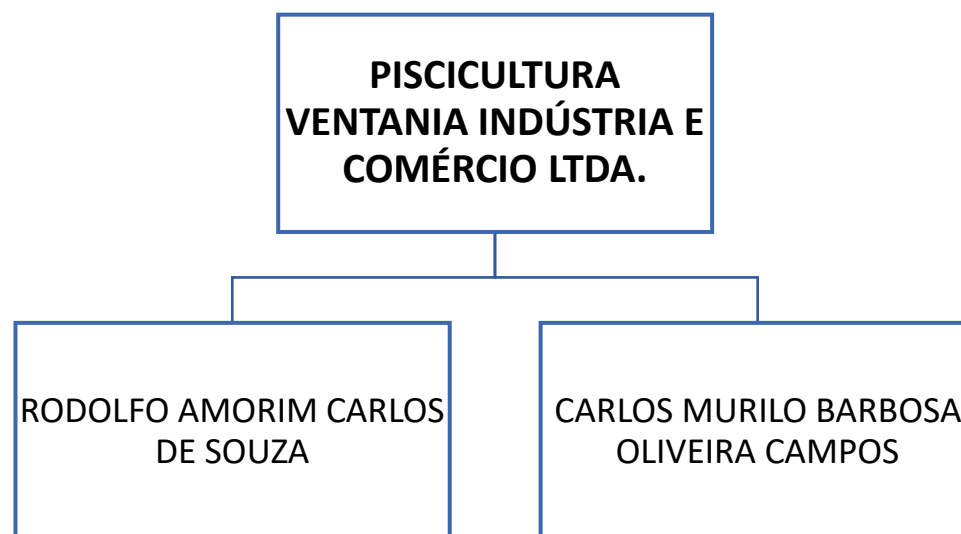 PISCICULTURA
VENTANIA INDÚSTRIA E
COMÉRCIO LTDA.
RODOLFO AMORIM CARLOS
DE SOUZA
CARLOS MURILO BARBOSA
OLIVEIRA CAMPOS